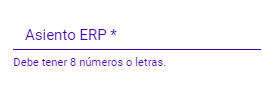 Asiento ERP *
Debe tener 8 números o letras.